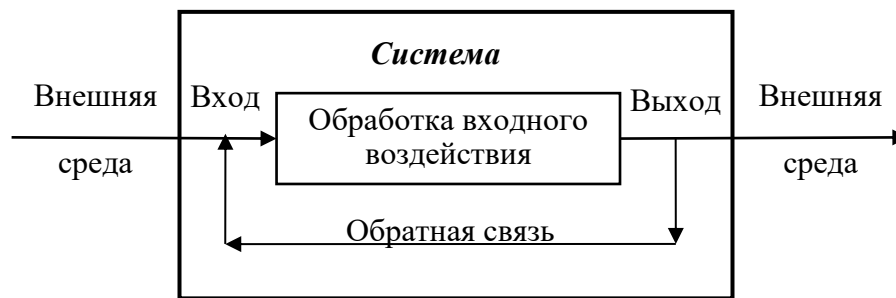 Система
Внешняя Вход Выход Внешняя
Обработка входного
воздействия
среда среда
Обратная связь